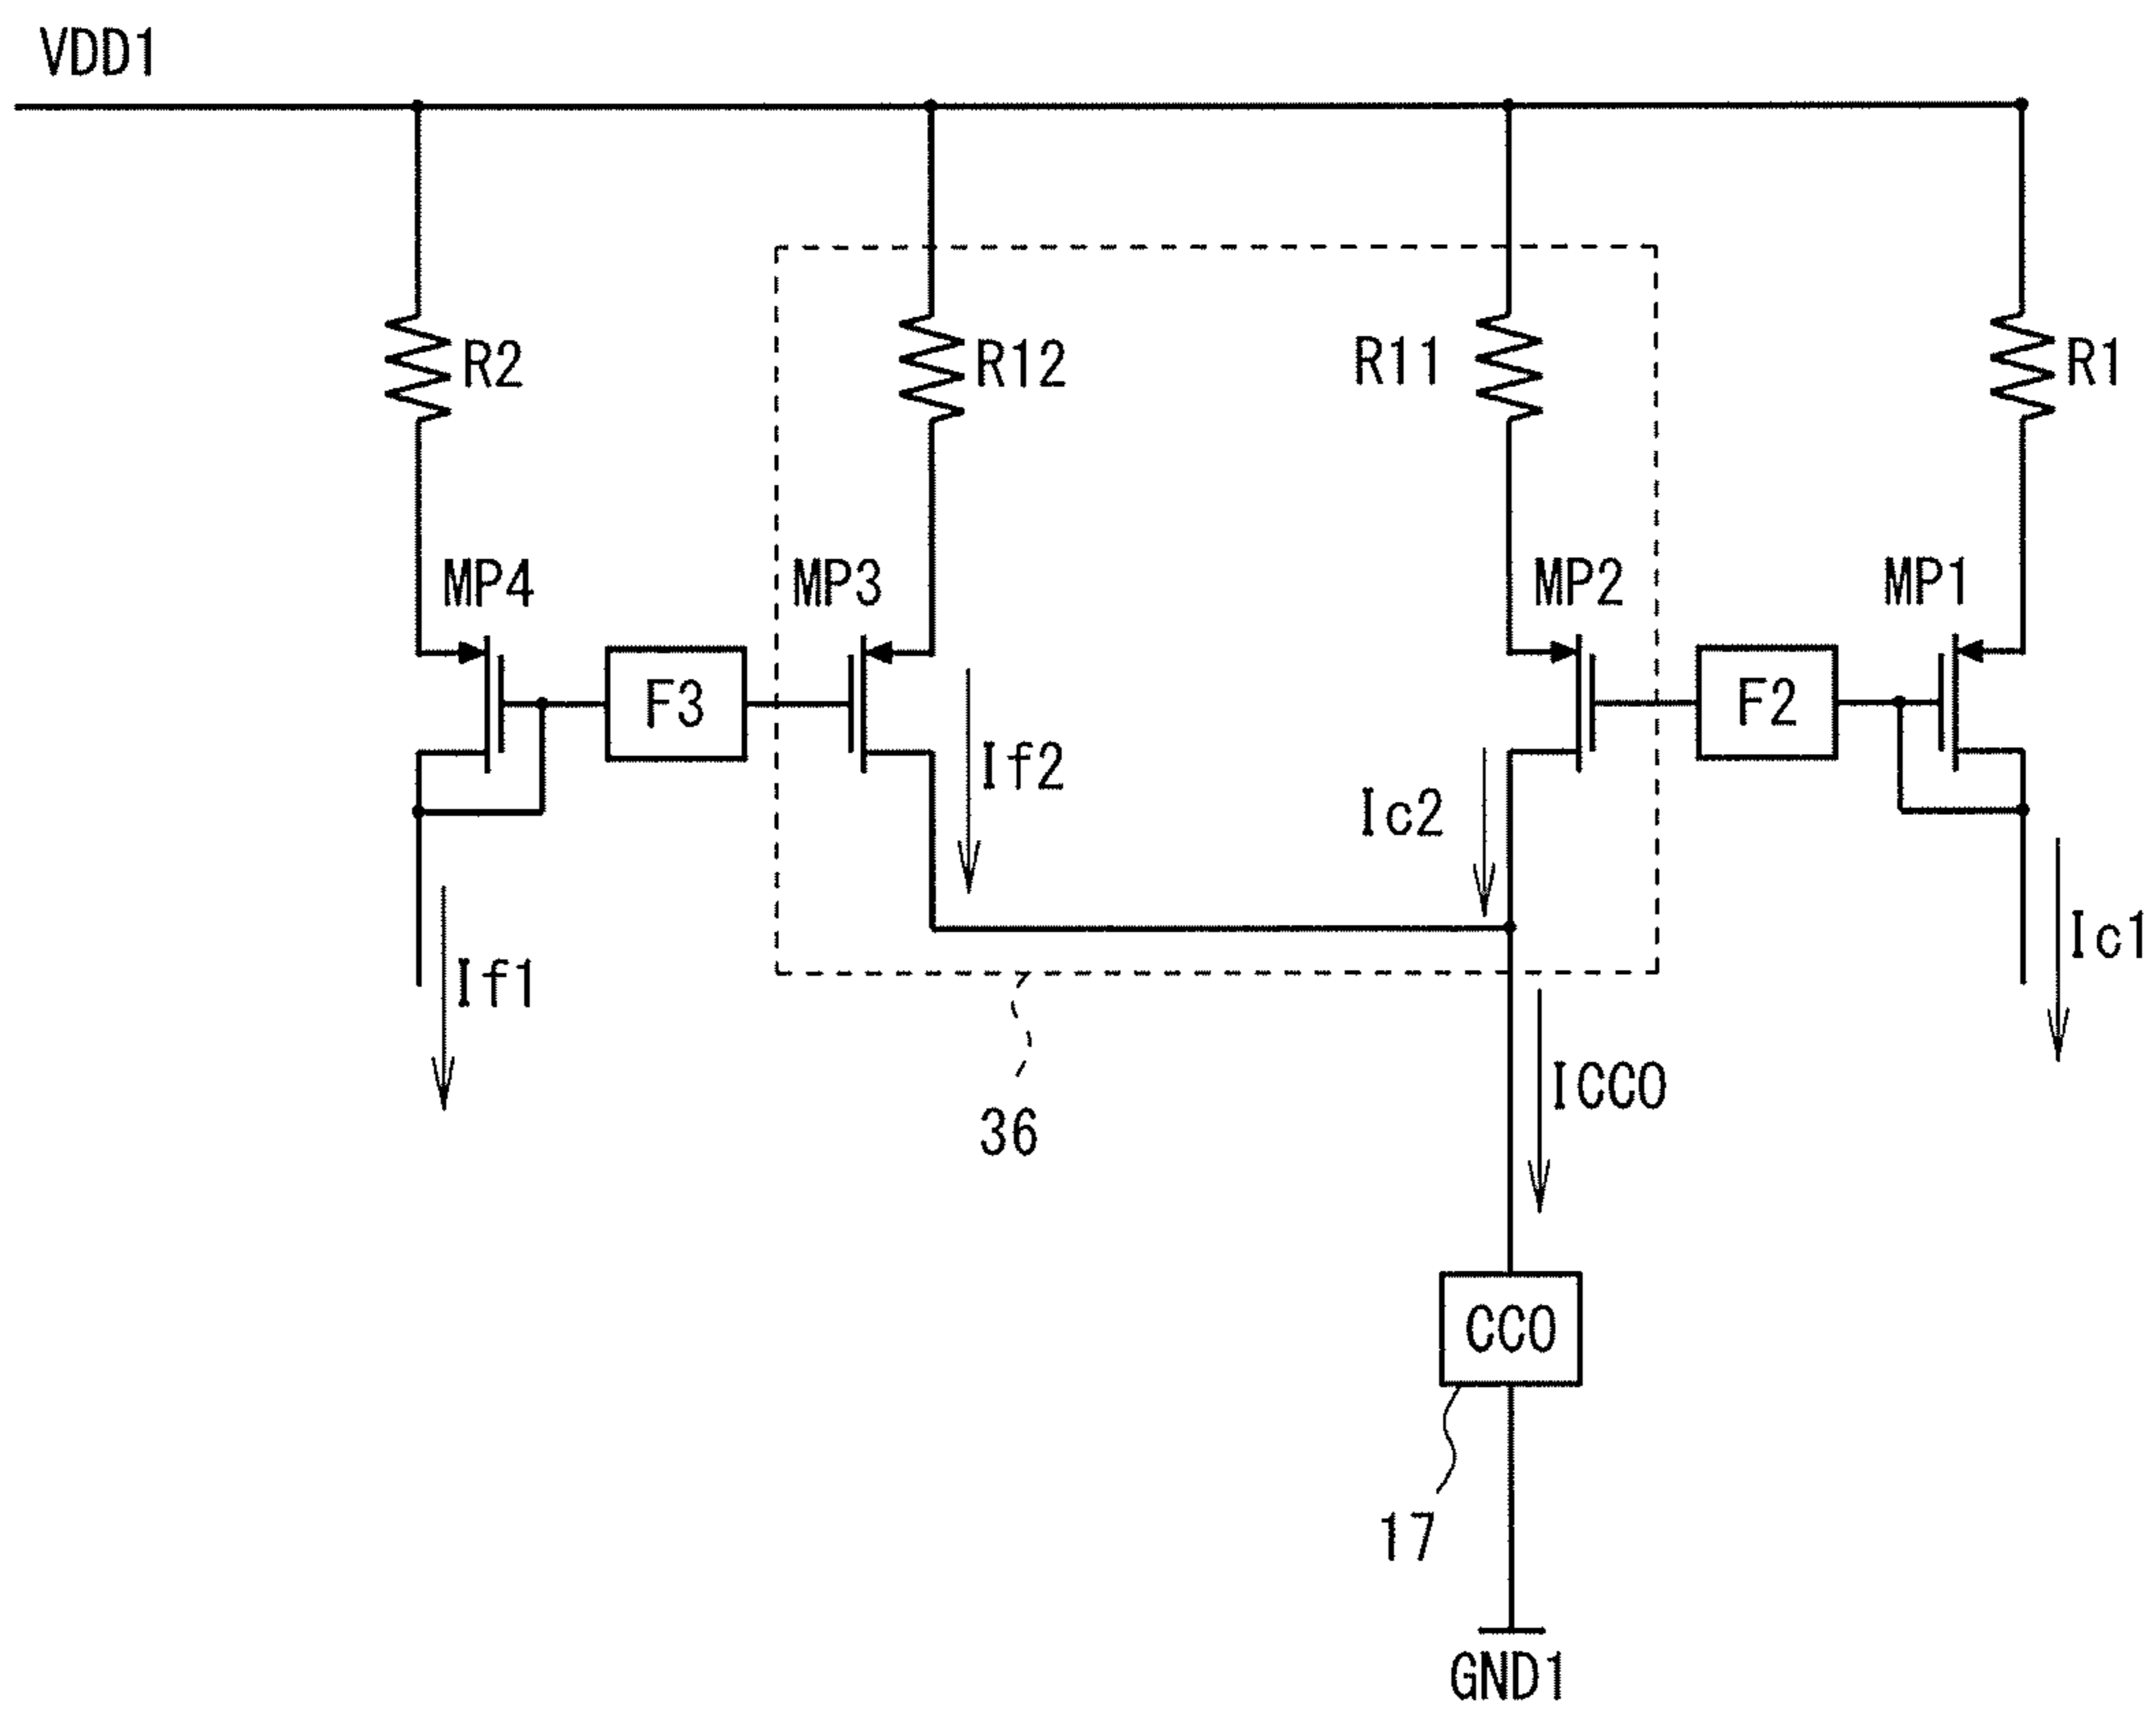 VDD1
R2
R12
R11
R1
MP4
MP3
MP2
MP1
F3
F2
If2
Ic2
If1
Ic1
ICCO
36
CCO
17
GND1